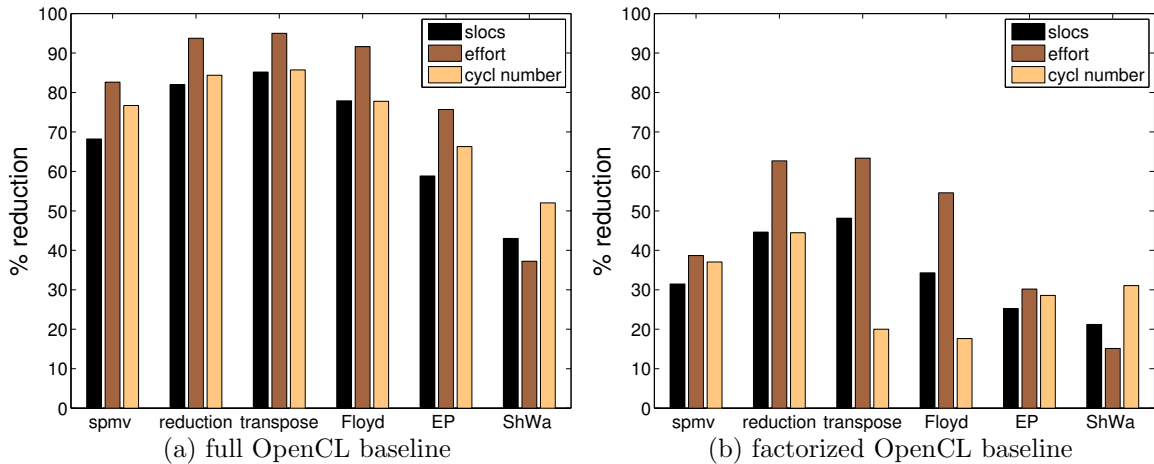 % reduction
100
90
80
70
60
50
40
30
20
10
0
slocs
effort
cycl number
spmv reduction transpose Floyd EP ShWa
(a) full OpenCL baseline
% reduction
100
90
80
70
60
50
40
30
20
10
0
slocs
effort
cycl number
spmv reduction transpose Floyd EP ShWa
(b) factorized OpenCL baseline